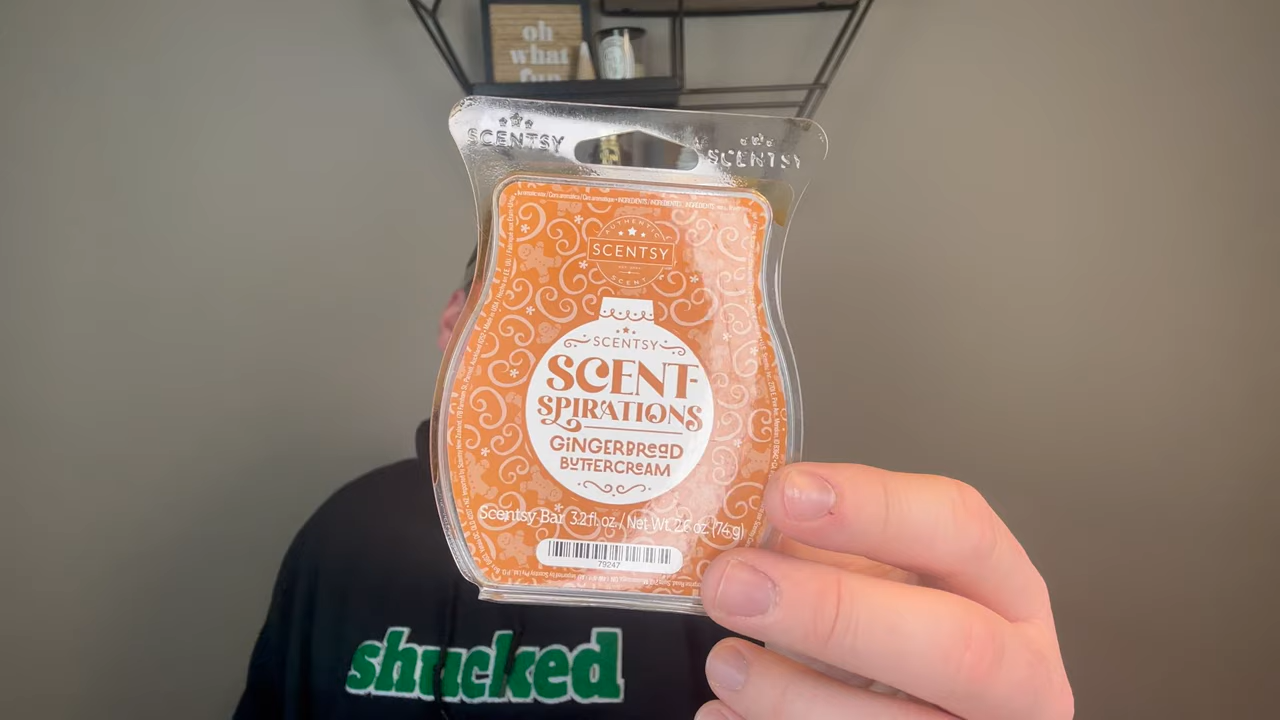 oh
what
fun
SCENTSY
SCENTSY
AUTHENTIC
SCENTSY
SCENT
SCENTSY
SCENT-
SPIRATIONS
GINGERBREAD
BUTTERCREAM
Scentsy Bar 3.2 fl. oz. / Net Wt. 2.6 oz. (74 g)
79247
shucked